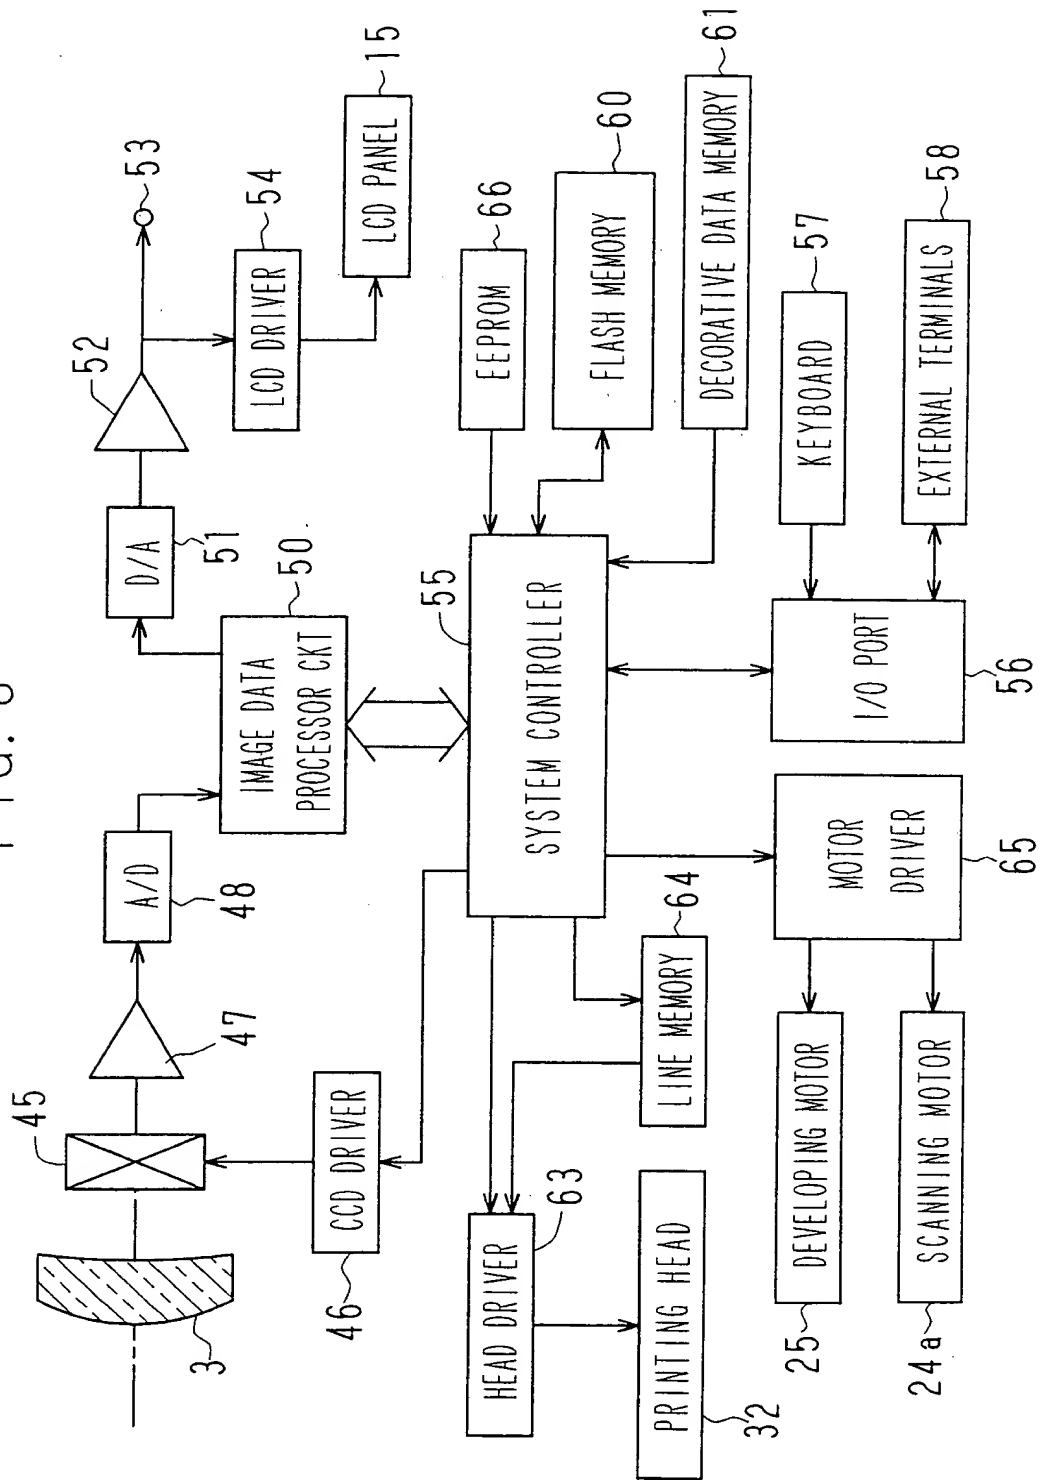 FIG.
3
45
47
A/D
48
D/A
51
52
53
CCD DRIVER
46
IMAGE DATA
PROCESSOR CKT
50
LCD DRIVER
54
LCD PANEL
15
HEAD DRIVER
63
SYSTEM CONTROLLER
55
EEPROM
66
FLASH MEMORY
60
PRINTING HEAD
32
LINE MEMORY
64
DECORATIVE DATA MEMORY
61
DEVELOPING MOTOR
25
SCANNING MOTOR
24a
MOTOR
DRIVER
65
I/O PORT
56
KEYBOARD
57
EXTERNAL TERMINALS
58